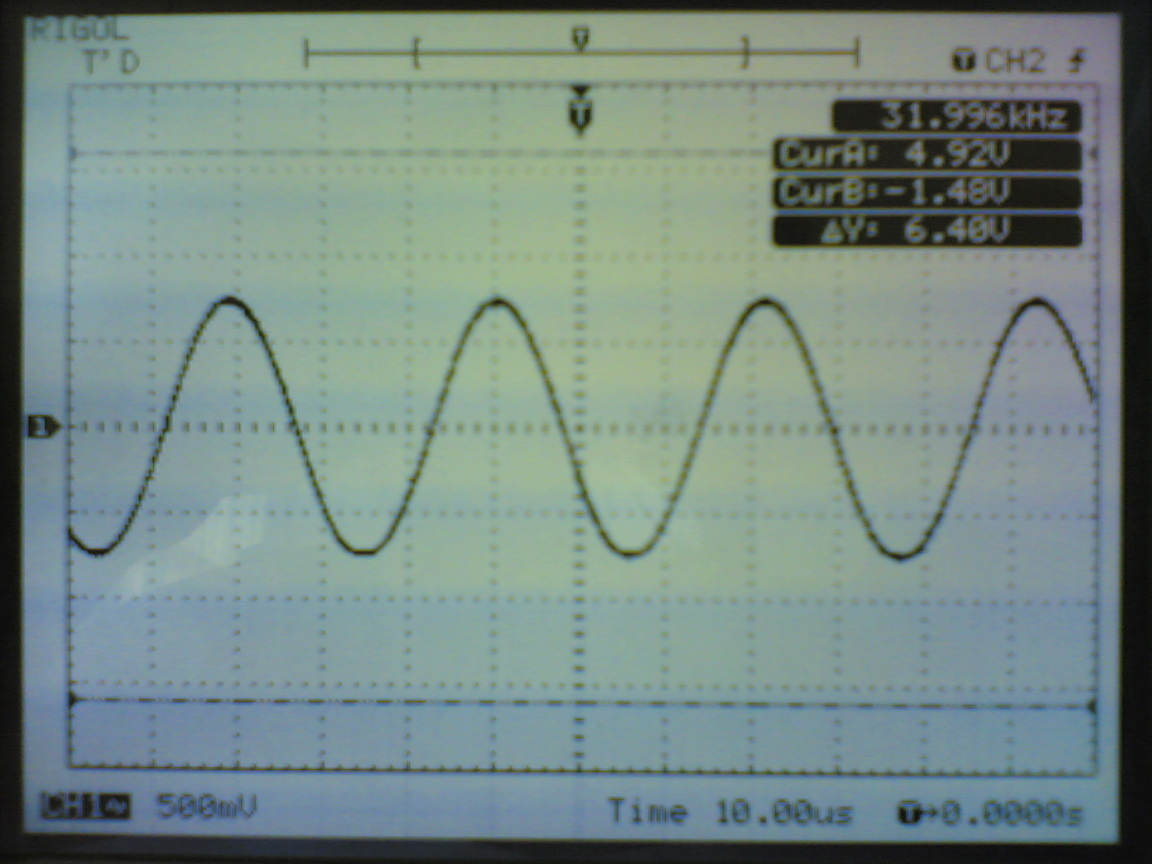 RIGOL
T'D
T
T CH2
T
31.996kHz
CurA: 4.92V
CurB:-1.48V
ΔY: 6.40V
1
CH1 500mV Time 10.00us T→0.0000s